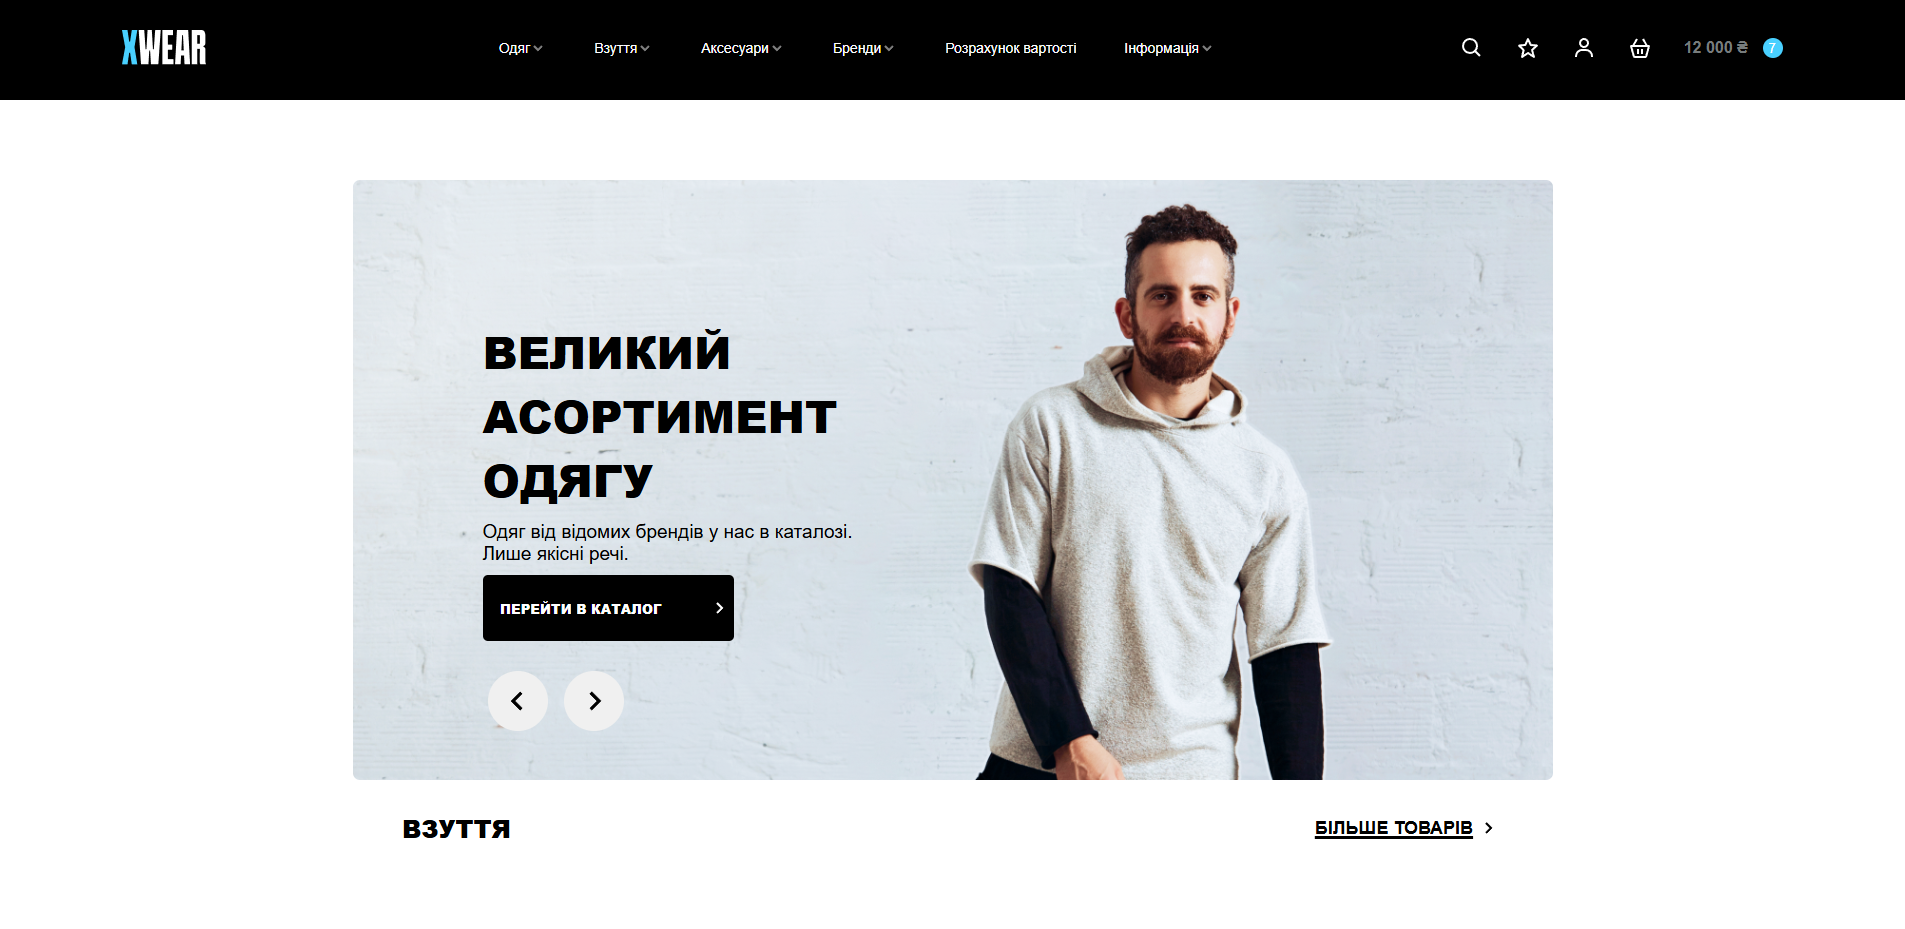 XWEAR
Одяг Взуття Аксесуари Бренди Розрахунок вартості Інформація
12 000 ₴ 7
ВЕЛИКИЙ
АСОРТИМЕНТ
ОДЯГУ
Одяг від відомих брендів у нас в каталозі.
Лише якісні речі.
ПЕРЕЙТИ В КАТАЛОГ
ВЗУТТЯ
БІЛЬШЕ ТОВАРІВ